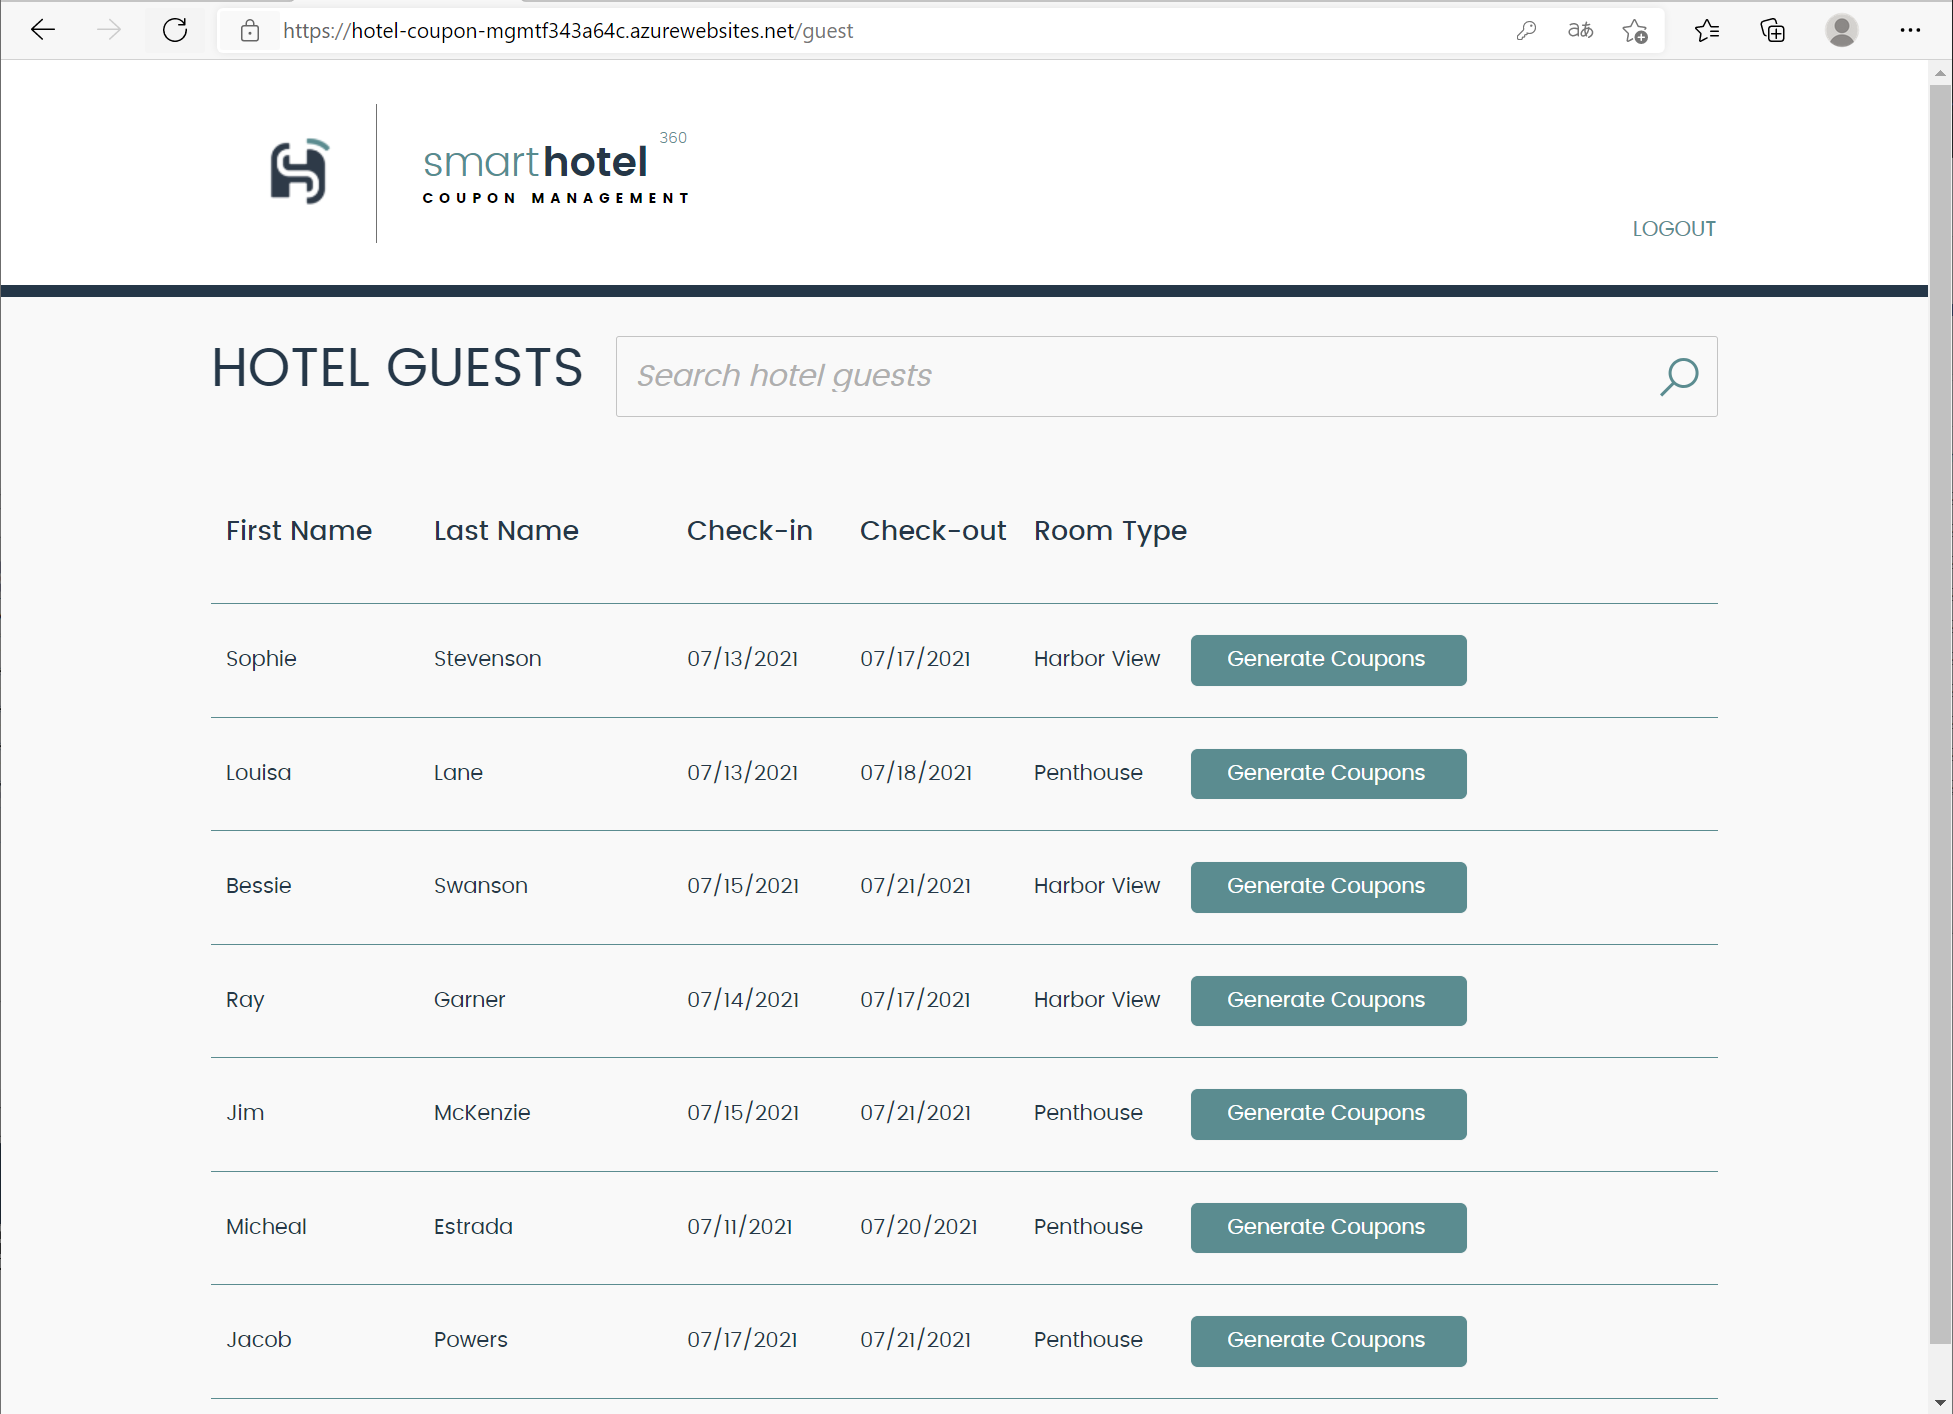 https://hotel-coupon-mgmtf343a64c.azurewebsites.net/guest
aあ
smarthotel 360
COUPON MANAGEMENT
LOGOUT
HOTEL GUESTS
Search hotel guests
First Name Last Name Check-in Check-out Room Type
Sophie Stevenson 07/13/2021 07/17/2021 Harbor View Generate Coupons
Louisa Lane 07/13/2021 07/18/2021 Penthouse Generate Coupons
Bessie Swanson 07/15/2021 07/21/2021 Harbor View Generate Coupons
Ray Garner 07/14/2021 07/17/2021 Harbor View Generate Coupons
Jim McKenzie 07/15/2021 07/21/2021 Penthouse Generate Coupons
Micheal Estrada 07/11/2021 07/20/2021 Penthouse Generate Coupons
Jacob Powers 07/17/2021 07/21/2021 Penthouse Generate Coupons